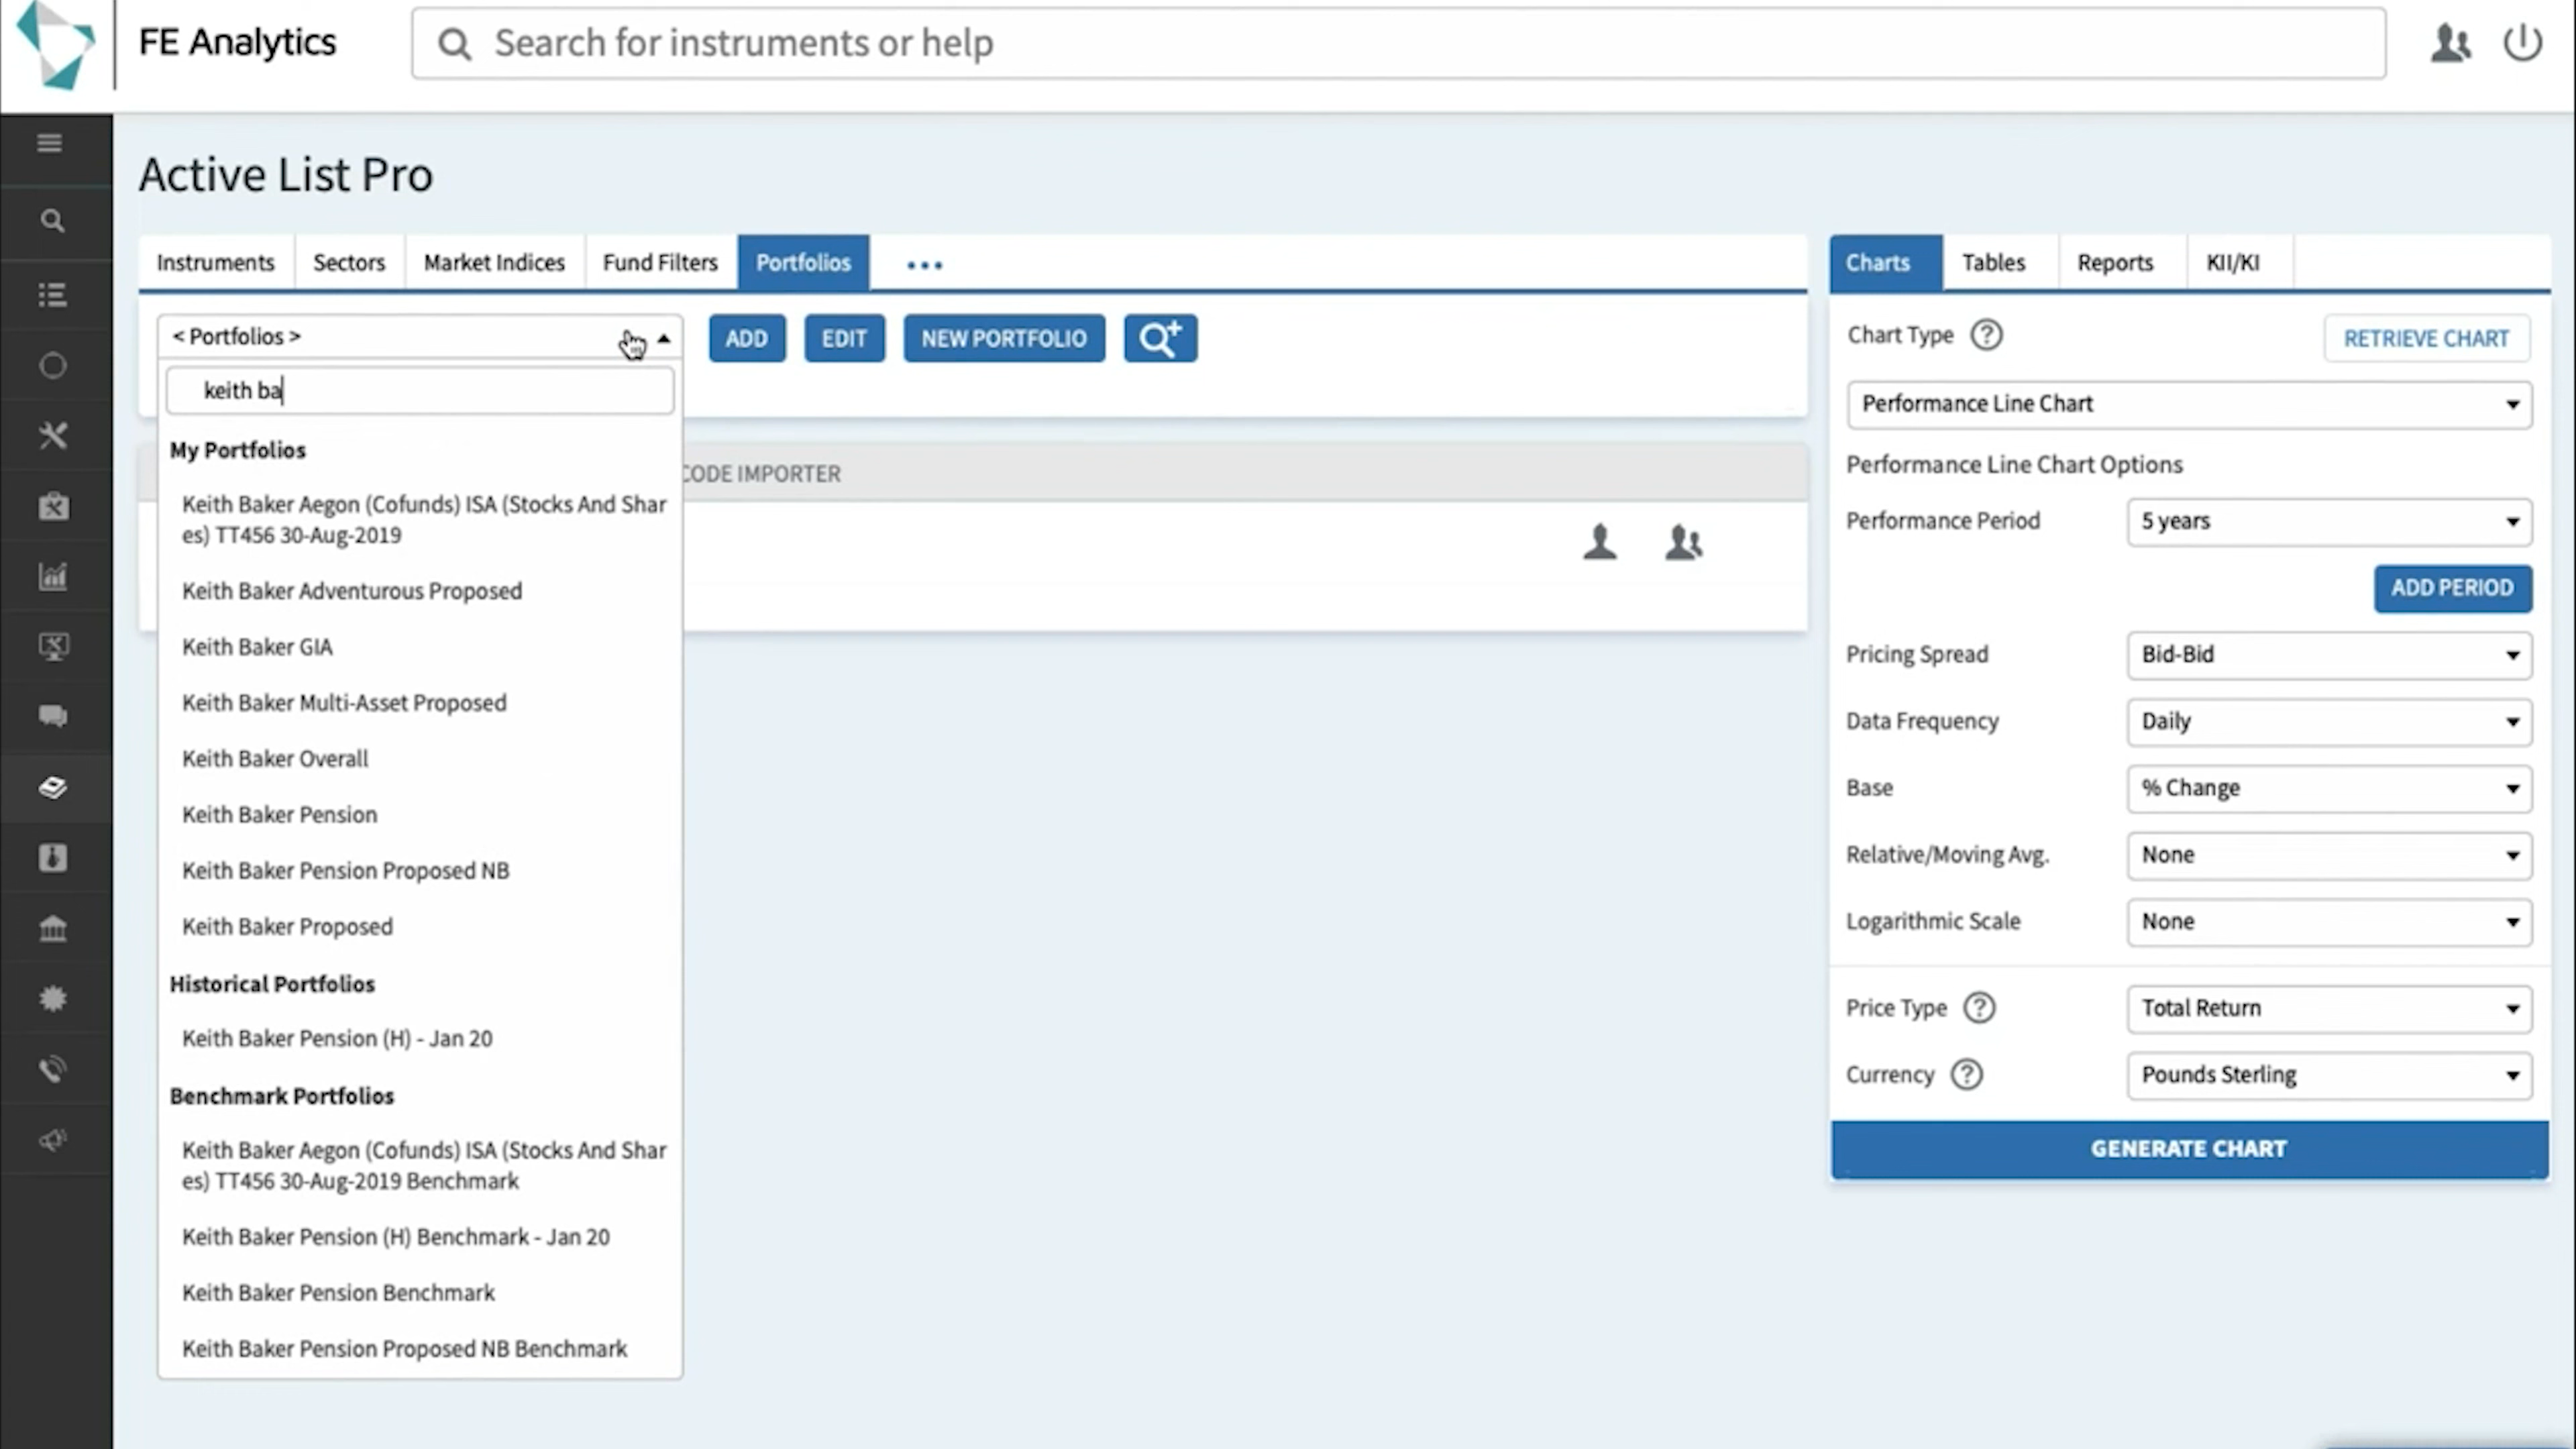 FE Analytics
Search for instruments or help
Active List Pro
Instruments
Sectors
Market Indices
Fund Filters
Portfolios
...
Charts
Tables
Reports
KII/KI
< Portfolios >
ADD
EDIT
NEW PORTFOLIO
keith ba
CODE IMPORTER
My Portfolios
Keith Baker Aegon (Cofunds) ISA (Stocks And Shar
es) TT456 30-Aug-2019
Keith Baker Adventurous Proposed
Keith Baker GIA
Keith Baker Multi-Asset Proposed
Keith Baker Overall
Keith Baker Pension
Keith Baker Pension Proposed NB
Keith Baker Proposed
Historical Portfolios
Keith Baker Pension (H) - Jan 20
Benchmark Portfolios
Keith Baker Aegon (Cofunds) ISA (Stocks And Shar
es) TT456 30-Aug-2019 Benchmark
Keith Baker Pension (H) Benchmark - Jan 20
Keith Baker Pension Benchmark
Keith Baker Pension Proposed NB Benchmark
Chart Type ?
RETRIEVE CHART
Performance Line Chart
Performance Line Chart Options
Performance Period 5 years
ADD PERIOD
Pricing Spread Bid-Bid
Data Frequency Daily
Base % Change
Relative/Moving Avg. None
Logarithmic Scale None
Price Type ? Total Return
Currency ? Pounds Sterling
GENERATE CHART